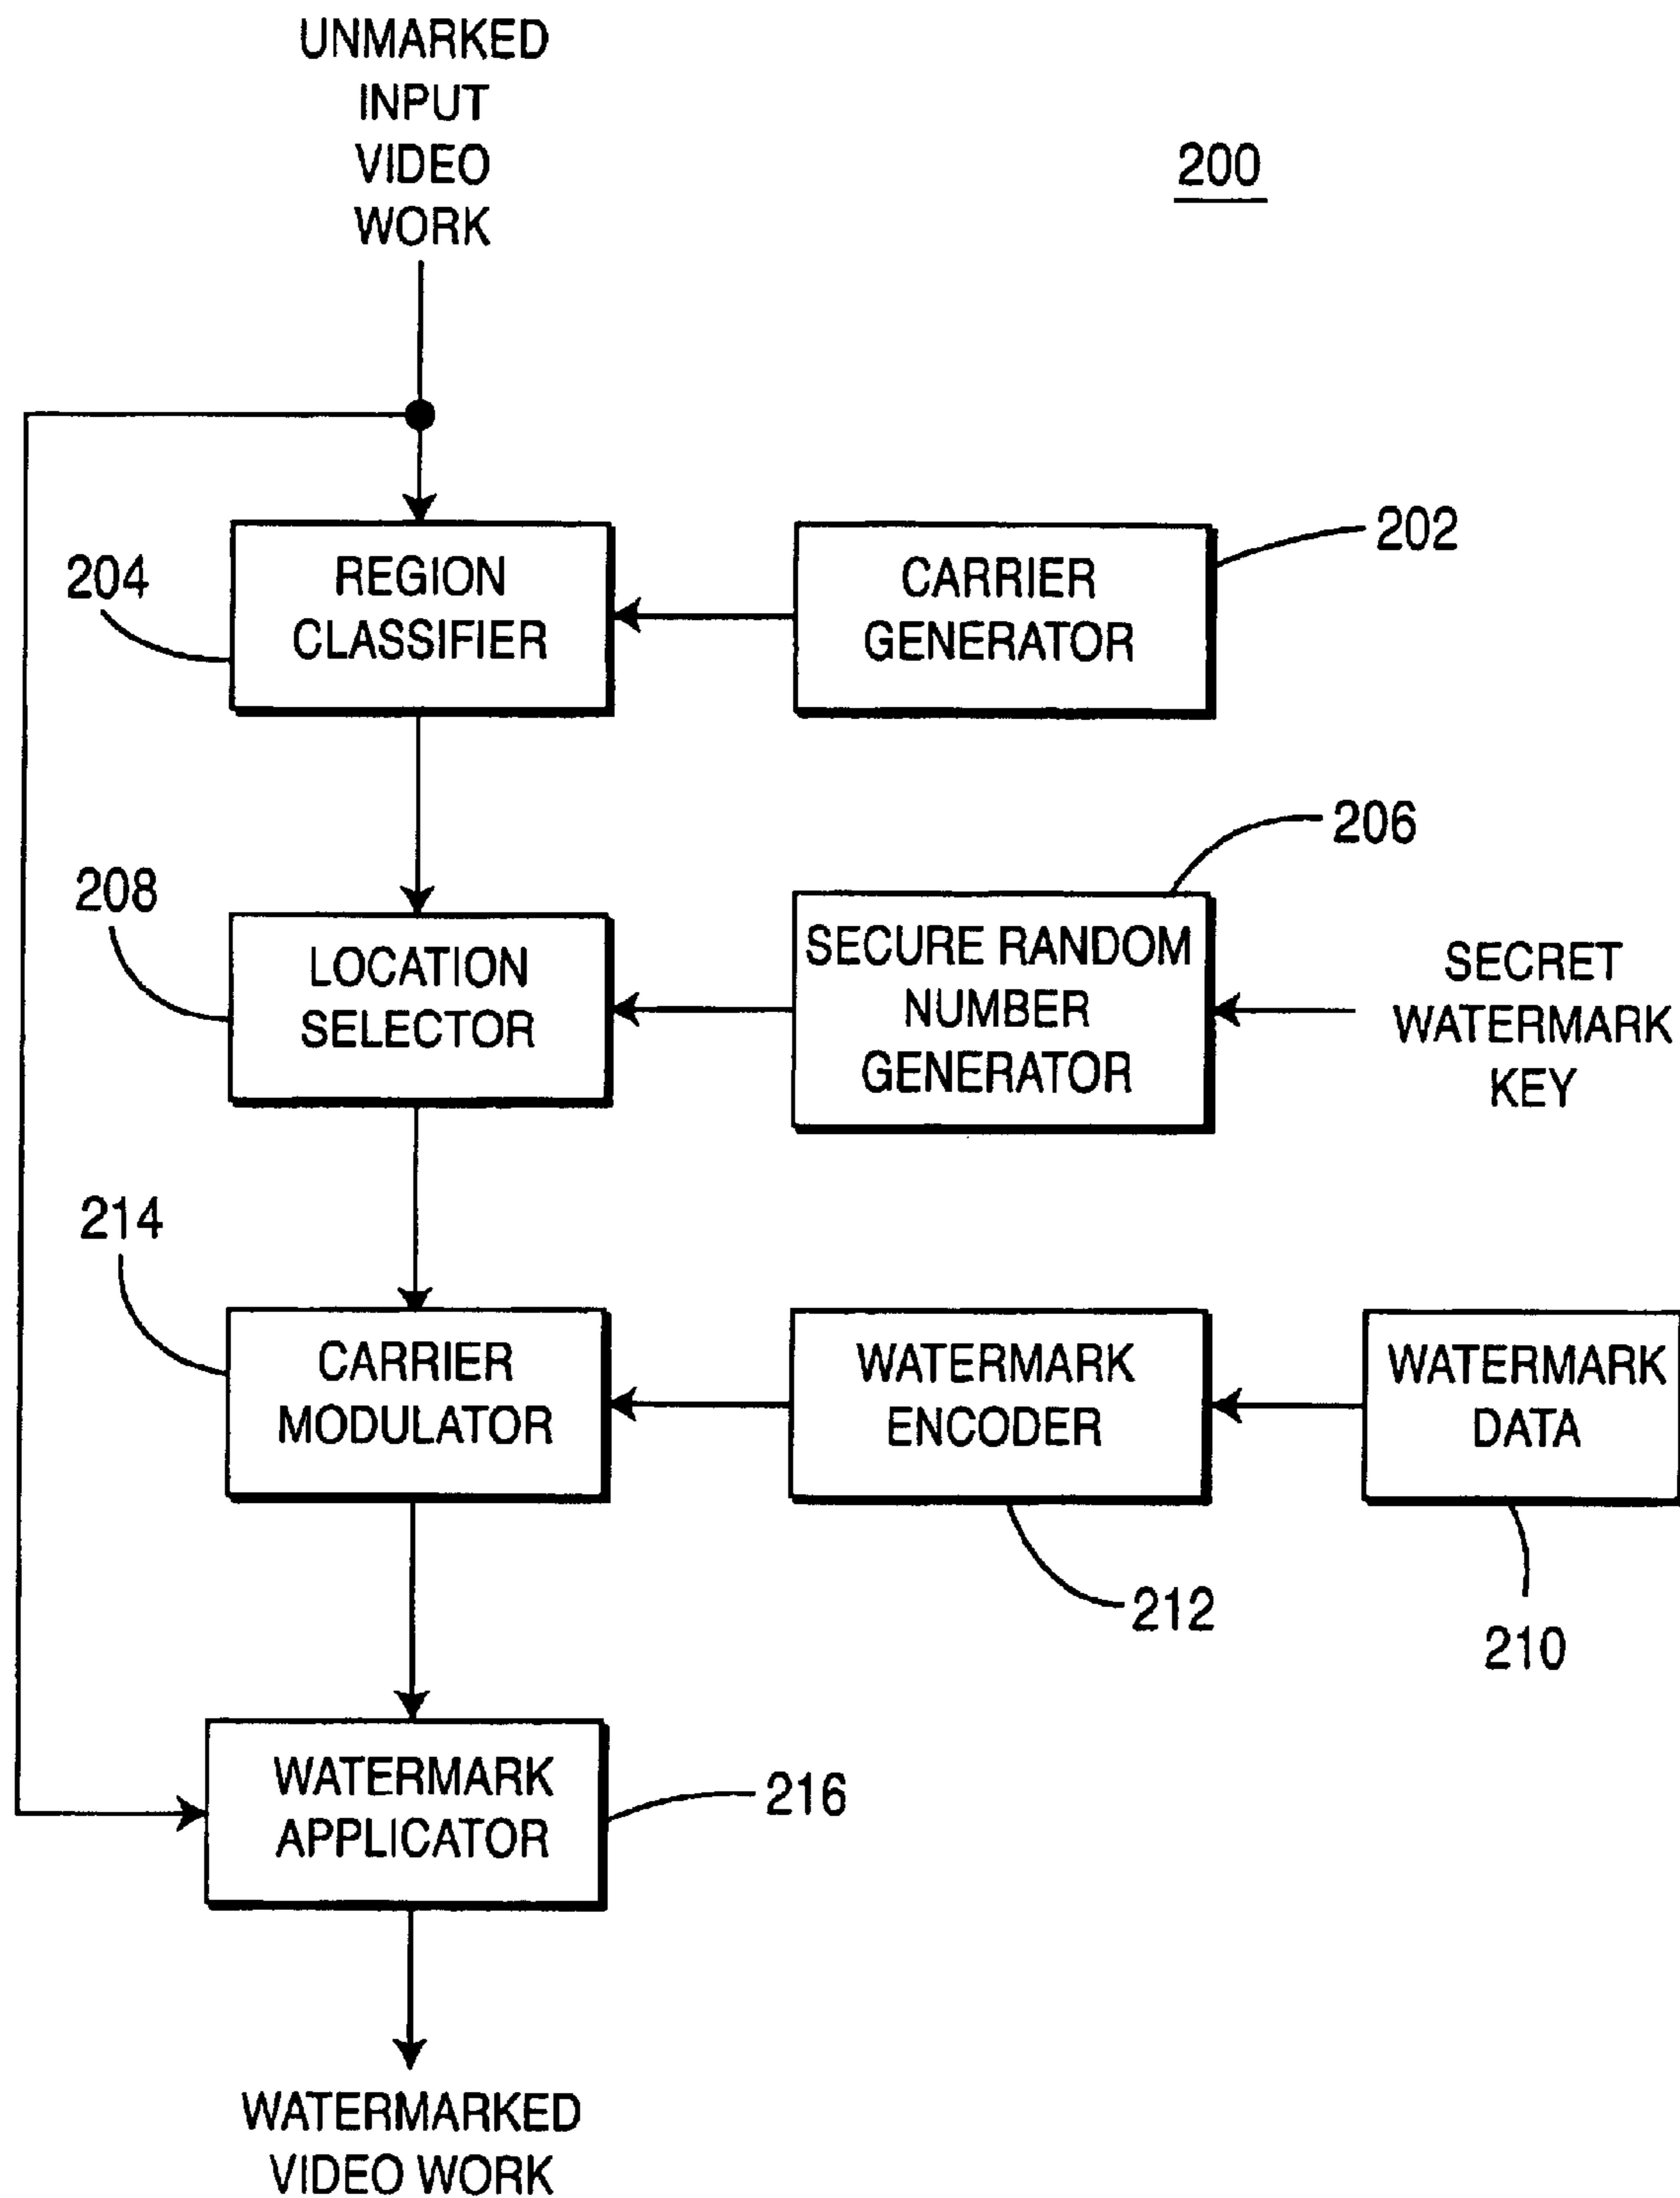 UNMARKED
INPUT
VIDEO
WORK
200
204
REGION
CLASSIFIER
CARRIER
GENERATOR
202
206
208
LOCATION
SELECTOR
SECURE RANDOM
NUMBER
GENERATOR
SECRET
WATERMARK
KEY
214
CARRIER
MODULATOR
WATERMARK
ENCODER
WATERMARK
DATA
212
210
WATERMARK
APPLICATOR
216
WATERMARKED
VIDEO WORK